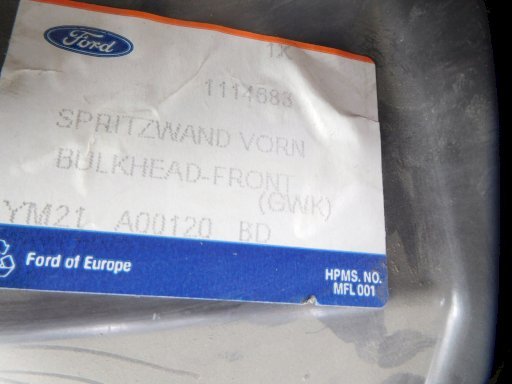 Ford
1X
1114683
SPRITZWAND VORN
BULKHEAD-FRONT
(GWK)
YM21 A00120 BD
Ford of Europe
HPMS. NO.
MFL 001